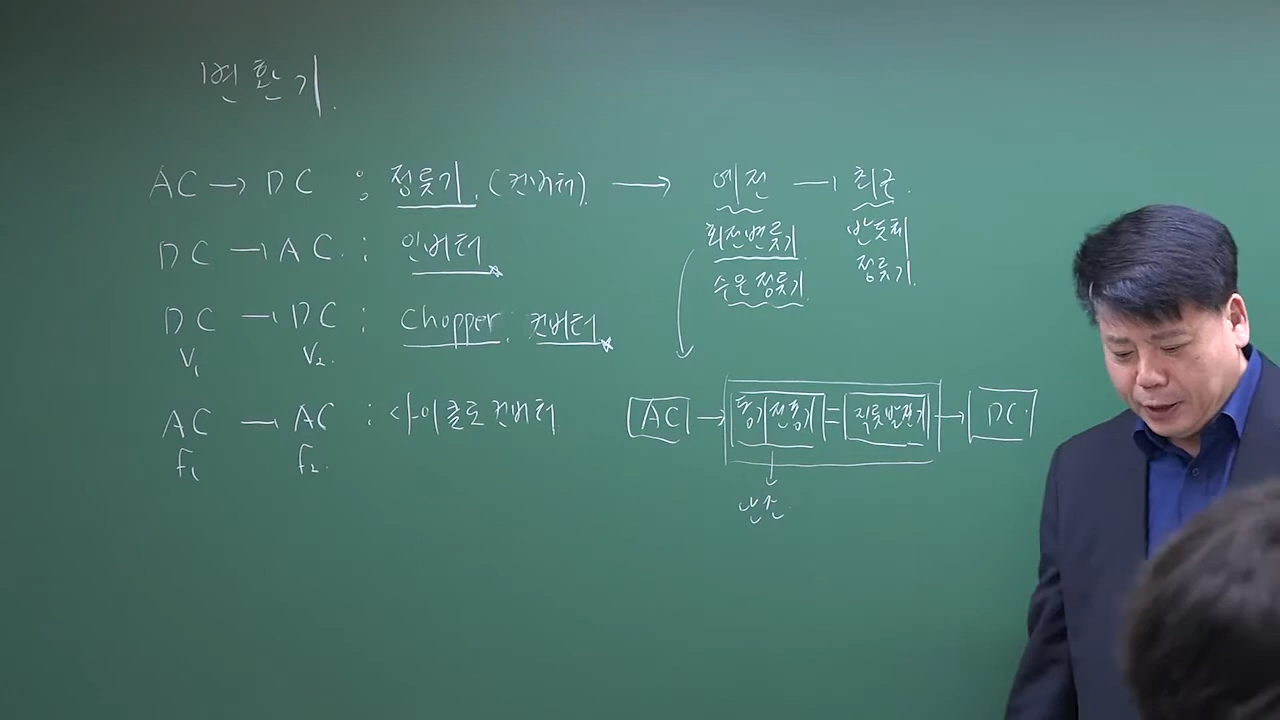 변환기.
AC → DC : 정류기. (컨버터) → 예전 → 최근.
회전변류기 반도체
수은정류기 정류기.
DC → AC. : 인버터
DC → DC : Chopper. 컨버터
V₁ V₂.
AC → AC : 사이클로 컨버터
f₁ f₂.
AC → 동기전동기 = 직류발전기 → DC.